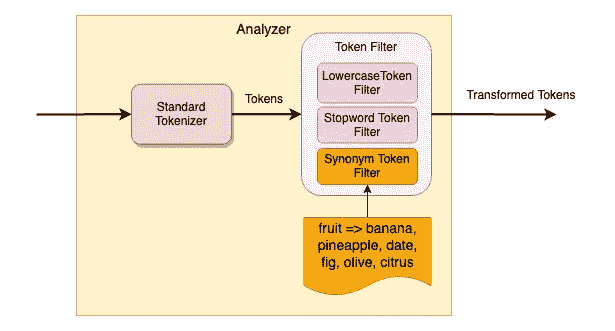 Analyzer
Token Filter
LowercaseToken
Filter
Standard
Tokenizer
Tokens
Transformed Tokens
Stopword Token
Filter
Synonym Token
Filter
fruit => banana,
pineapple, date,
fig, olive, citrus